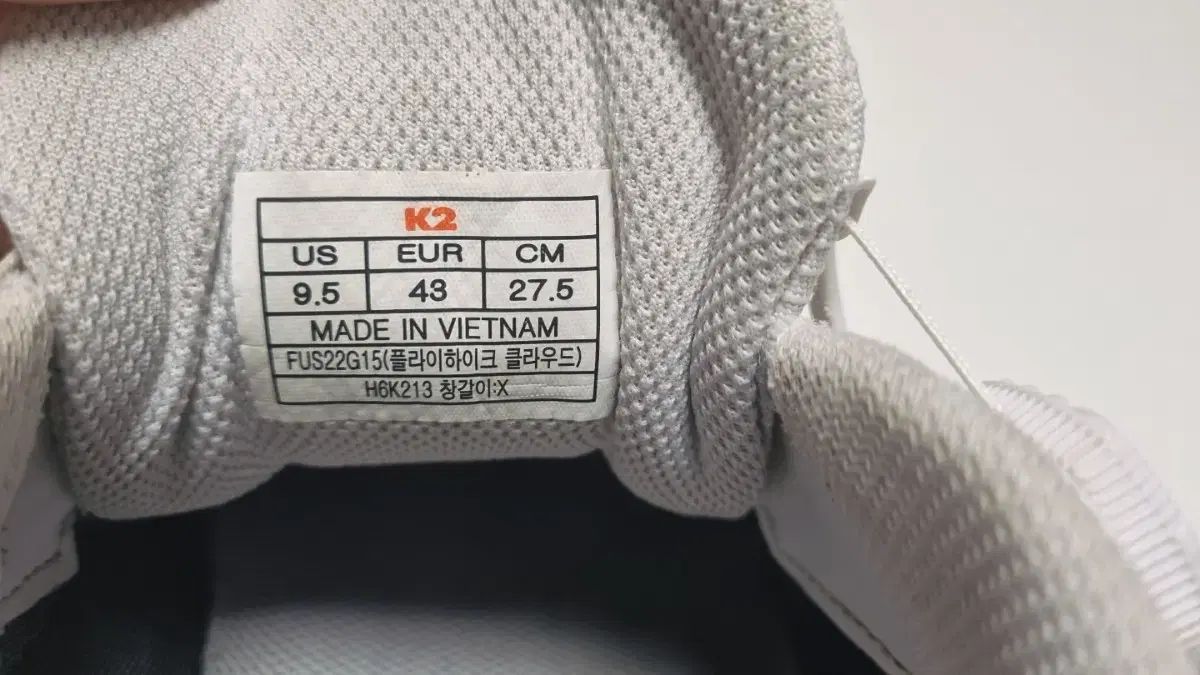 K2
US EUR CM
9.5 43 27.5
MADE IN VIETNAM
FUS22G15(플라이하이크 클라우드)
H6K213 창갈이:X